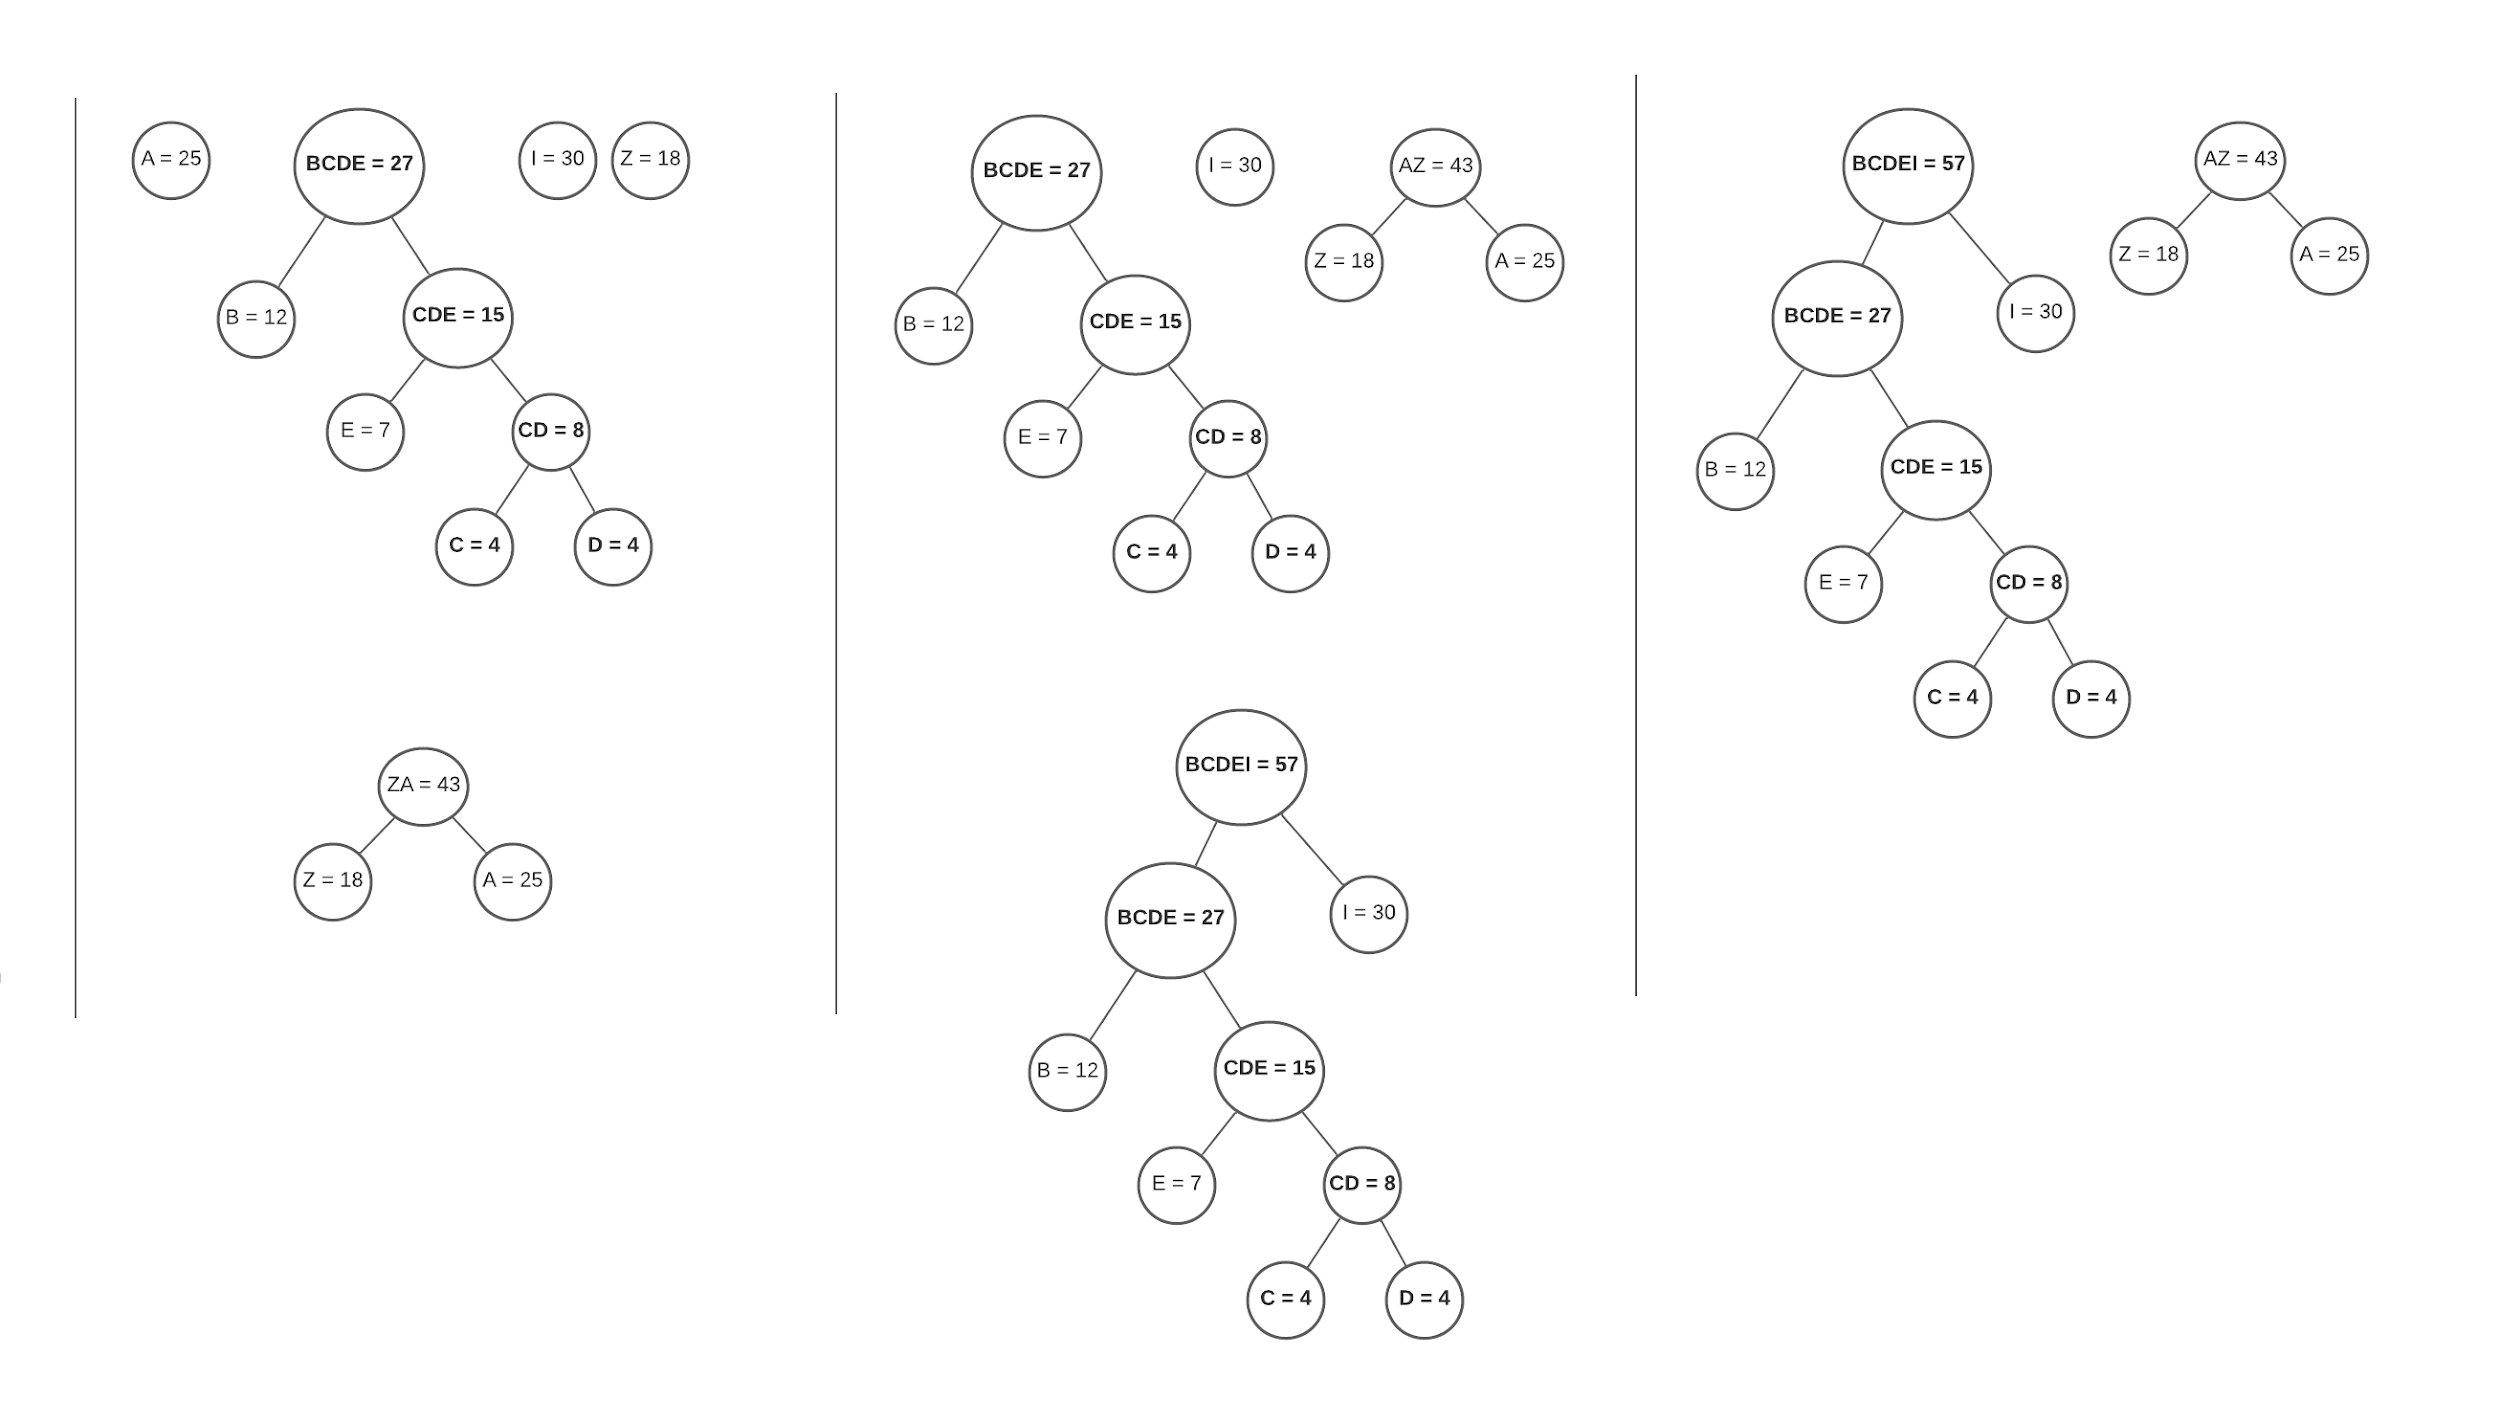 A = 25
BCDE = 27
I = 30
Z = 18
B = 12
CDE = 15
E = 7
CD = 8
C = 4
D = 4
ZA = 43
Z = 18
A = 25
BCDE = 27
I = 30
AZ = 43
Z = 18
A = 25
B = 12
CDE = 15
E = 7
CD = 8
C = 4
D = 4
BCDEI = 57
BCDE = 27
I = 30
B = 12
CDE = 15
E = 7
CD = 8
C = 4
D = 4
BCDEI = 57
AZ = 43
Z = 18
A = 25
BCDE = 27
I = 30
B = 12
CDE = 15
E = 7
CD = 8
C = 4
D = 4